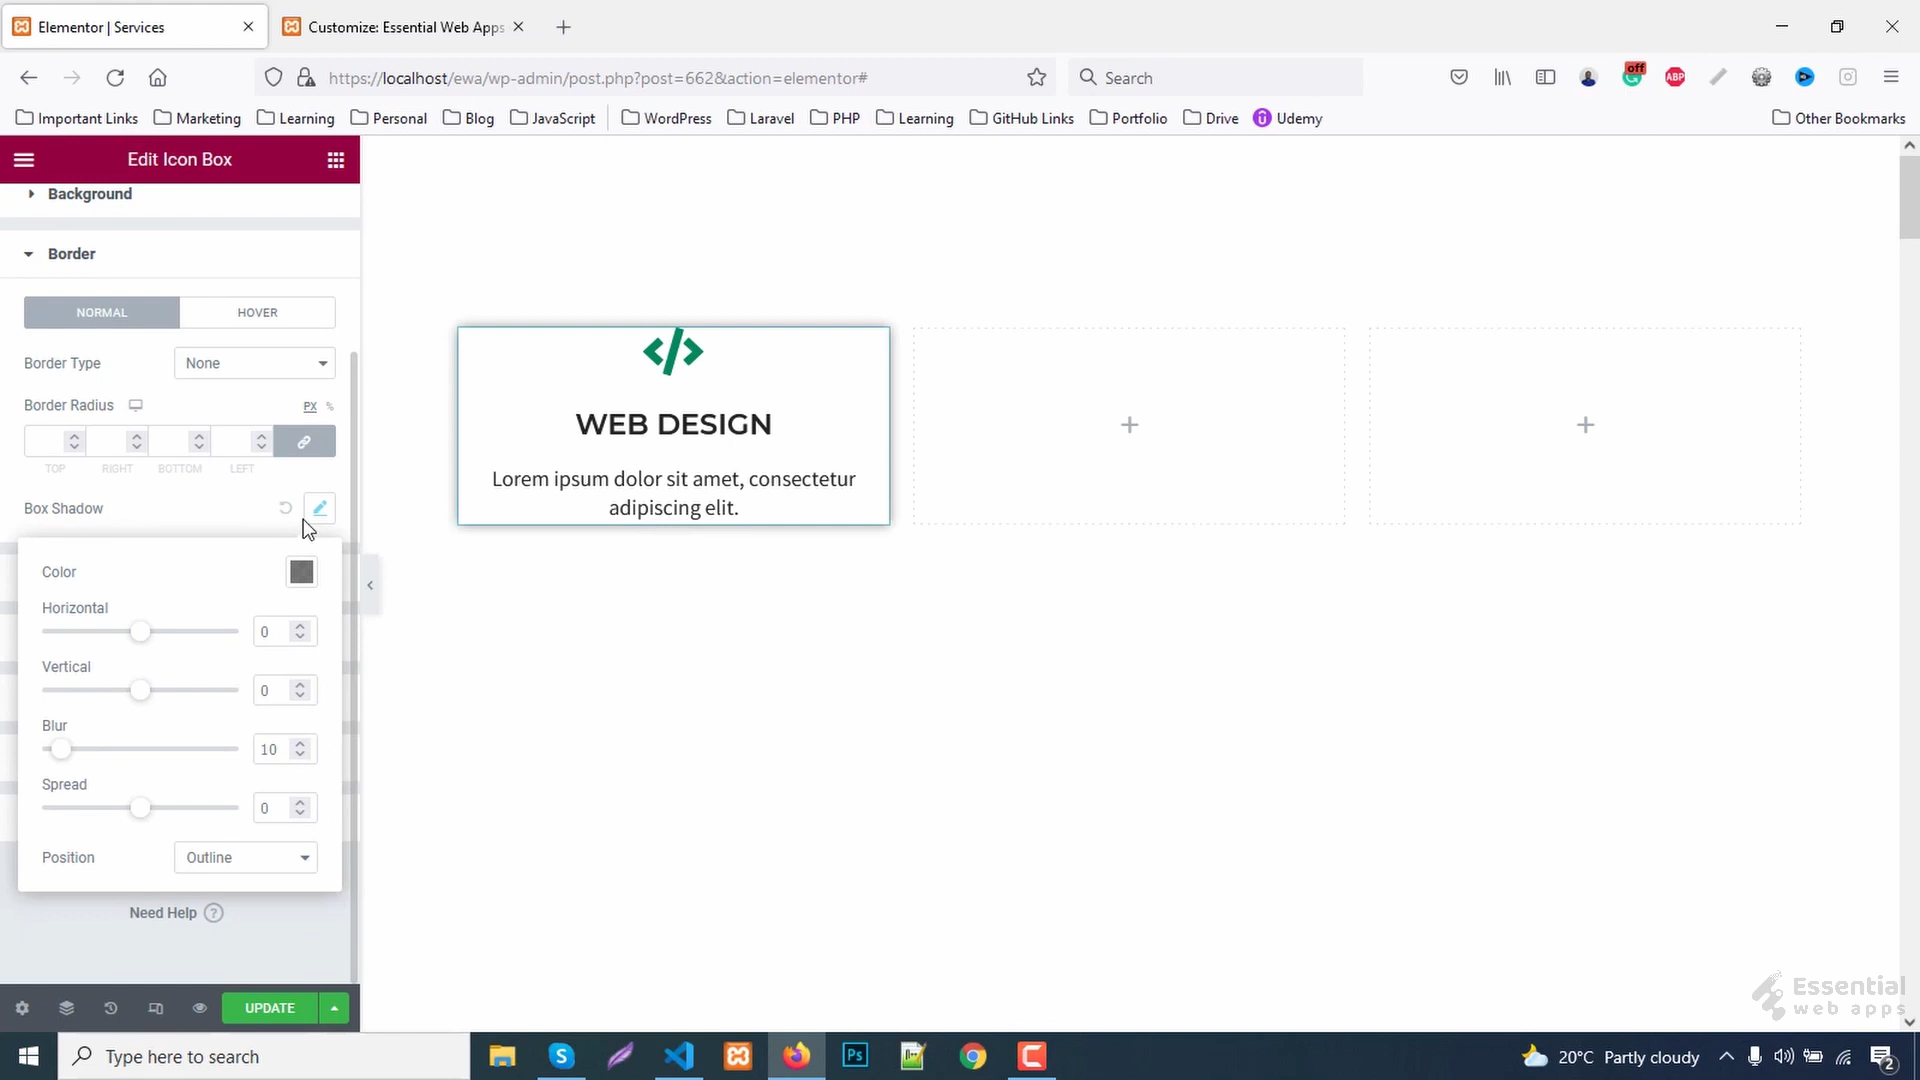 Elementor | Services
Customize: Essential Web Apps
https://localhost/ewa/wp-admin/post.php?post=662&action=elementor#
Search
off
ABP
Important Links
Marketing
Learning
Personal
Blog
JavaScript
WordPress
Laravel
PHP
Learning
GitHub Links
Portfolio
Drive
Udemy
Other Bookmarks
Edit Icon Box
Background
Border
NORMAL
HOVER
Border Type
None
Border Radius
PX %
TOP
RIGHT
BOTTOM
LEFT
Box Shadow
Color
Horizontal
0
Vertical
0
Blur
10
Spread
0
Position
Outline
Need Help ?
UPDATE
WEB DESIGN
Lorem ipsum dolor sit amet, consectetur
adipiscing elit.
Essential
web apps
Type here to search
Ps
20°C Partly cloudy
2